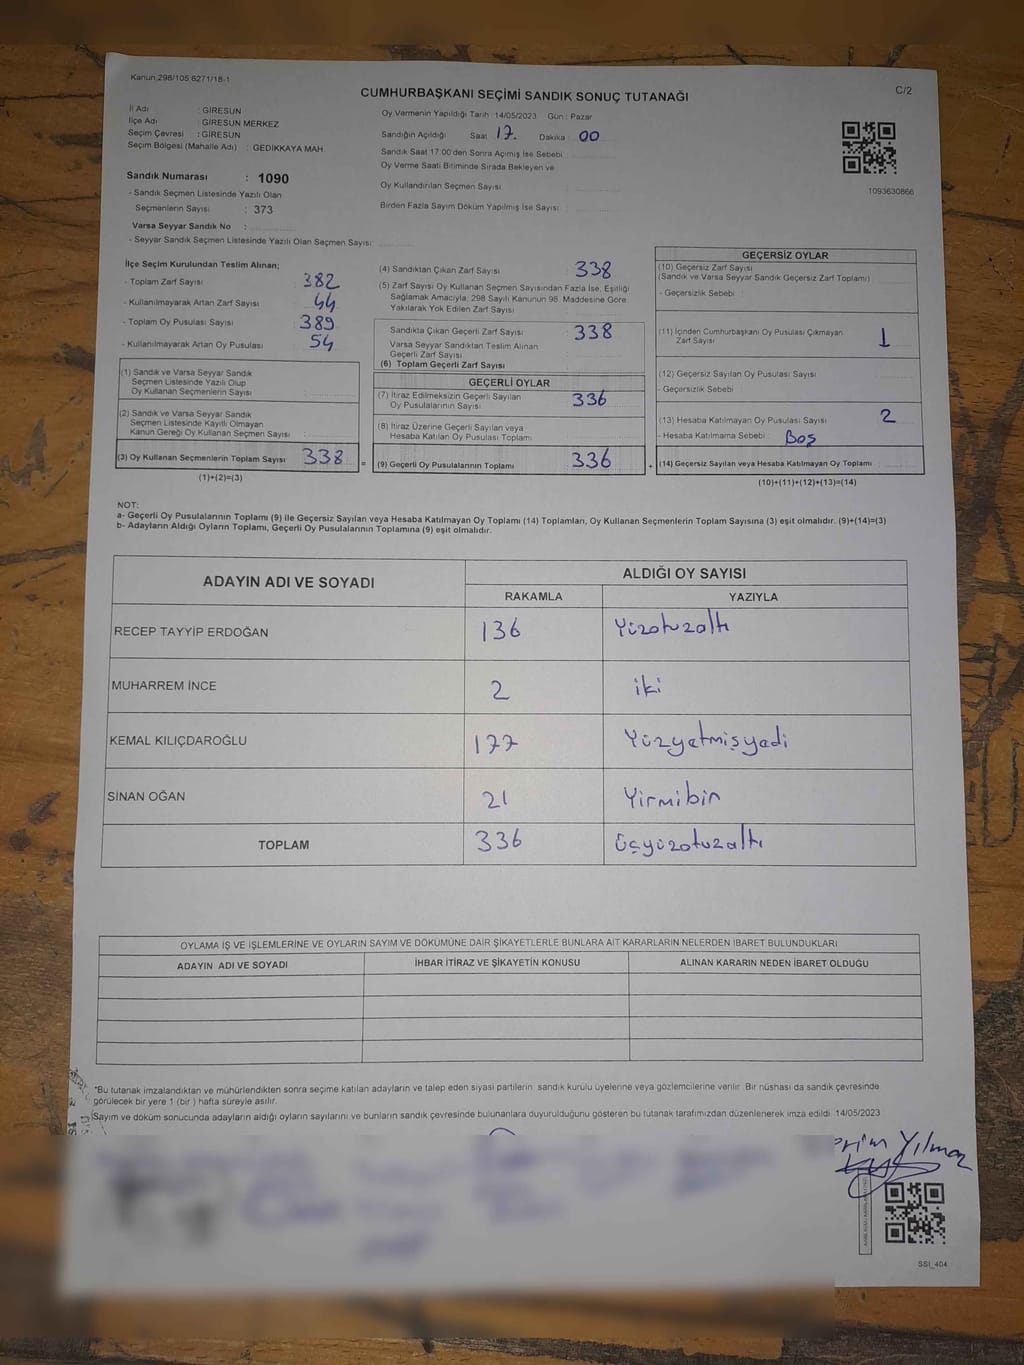 Kanun 298/105 6271/18-1
C/2
CUMHURBAŞKANI SEÇİMİ SANDIK SONUÇ TUTANAĞI
İl Adı : GİRESUN
İlçe Adı : GİRESUN MERKEZ
Seçim Çevresi : GİRESUN
Seçim Bölgesi (Mahalle Adı) : GEDİKKAYA MAH.
Oy Vermenin Yapıldığı Tarih : 14/05/2023 Gün : Pazar
Sandığın Açıldığı Saat 17. Dakika : 00
Sandık Saat 17.00'den Sonra Açımış İse Sebebi
Oy Verme Saati Bitiminde Sırada Bekleyen ve
Oy Kullandırılan Seçmen Sayısı
Birden Fazla Sayım Döküm Yapılmış İse Sayısı
1093630866
Sandık Numarası : 1090
- Sandık Seçmen Listesinde Yazılı Olan
Seçmenlerin Sayısı : 373
Varsa Seyyar Sandık No :
- Seyyar Sandık Seçmen Listesinde Yazılı Olan Seçmen Sayısı:
İlçe Seçim Kurulundan Teslim Alınan;
- Toplam Zarf Sayısı 382
- Kullanılmayarak Artan Zarf Sayısı 44
- Toplam Oy Pusulası Sayısı 389
- Kullanılmayarak Artan Oy Pusulası 54
(1) Sandık ve Varsa Seyyar Sandık
Seçmen Listesinde Yazılı Olup
Oy Kullanan Seçmenlerin Sayısı
(2) Sandık ve Varsa Seyyar Sandık
Seçmen Listesinde Kayıtlı Olmayan
Kanun Gereği Oy Kullanan Seçmen Sayısı
(3) Oy Kullanan Seçmenlerin Toplam Sayısı 338 =
(1)+(2)=(3)
(4) Sandıktan Çıkan Zarf Sayısı 338
(5) Zarf Sayısı Oy Kullanan Seçmen Sayısından Fazla İse, Eşitliği
Sağlamak Amacıyla, 298 Sayılı Kanunun 98. Maddesine Göre
Yakılarak Yok Edilen Zarf Sayısı
Sandıkta Çıkan Geçerli Zarf Sayısı 338
Varsa Seyyar Sandıktan Teslim Alınan
Geçerli Zarf Sayısı
(6) Toplam Geçerli Zarf Sayısı
GEÇERLİ OYLAR
(7) İtiraz Edilmeksizin Geçerli Sayılan
Oy Pusulalarının Sayısı 336
(8) İtiraz Üzerine Geçerli Sayılan veya
Hesaba Katılan Oy Pusulası Toplamı
(9) Geçerli Oy Pusulalarının Toplamı 336 +
GEÇERSİZ OYLAR
(10) Geçersiz Zarf Sayısı
(Sandık ve Varsa Seyyar Sandık Geçersiz Zarf Toplamı)
- Geçersizlik Sebebi
(11) İçinden Cumhurbaşkanı Oy Pusulası Çıkmayan
Zarf Sayısı 1
(12) Geçersiz Sayılan Oy Pusulası Sayısı
- Geçersizlik Sebebi
(13) Hesaba Katılmayan Oy Pusulası Sayısı 2
- Hesaba Katılmama Sebebi Boş
(14) Geçersiz Sayılan veya Hesaba Katılmayan Oy Toplamı
(10)+(11)+(12)+(13)=(14)
NOT:
a- Geçerli Oy Pusulalarının Toplamı (9) ile Geçersiz Sayılan veya Hesaba Katılmayan Oy Toplamı (14) Toplamları, Oy Kullanan Seçmenlerin Toplam Sayısına (3) eşit olmalıdır. (9)+(14)=(3)
b- Adayların Aldığı Oyların Toplamı, Geçerli Oy Pusulalarının Toplamına (9) eşit olmalıdır.
ADAYIN ADI VE SOYADI ALDIĞI OY SAYISI
RAKAMLA YAZIYLA
RECEP TAYYİP ERDOĞAN 136 Yüzotuzaltı
MUHARREM İNCE 2 iki
KEMAL KILIÇDAROĞLU 177 Yüzyetmişyedi
SİNAN OĞAN 21 Yirmibir
TOPLAM 336 Üçyüzotuzaltı
OYLAMA İŞ VE İŞLEMLERİNE VE OYLARIN SAYIM VE DÖKÜMÜNE DAİR ŞİKAYETLERLE BUNLARA AİT KARARLARIN NELERDEN İBARET BULUNDUKLARI
ADAYIN ADI VE SOYADI İHBAR İTİRAZ VE ŞİKAYETİN KONUSU ALINAN KARARIN NEDEN İBARET OLDUĞU
*Bu tutanak imzalandıktan ve mühürlendikten sonra seçime katılan adayların ve talep eden siyasi partilerin sandık kurulu üyelerine veya gözlemcilerine verilir. Bir nüshası da sandık çevresinde
görülecek bir yere 1 (bir) hafta süreyle asılır.
Sayım ve döküm sonucunda adayların aldığı oyların sayılarını ve bunların sandık çevresinde bulunanlara duyurulduğunu gösteren bu tutanak tarafımızdan düzenlenerek imza edildi. 14/05/2023
Yılmaz
SSI_404